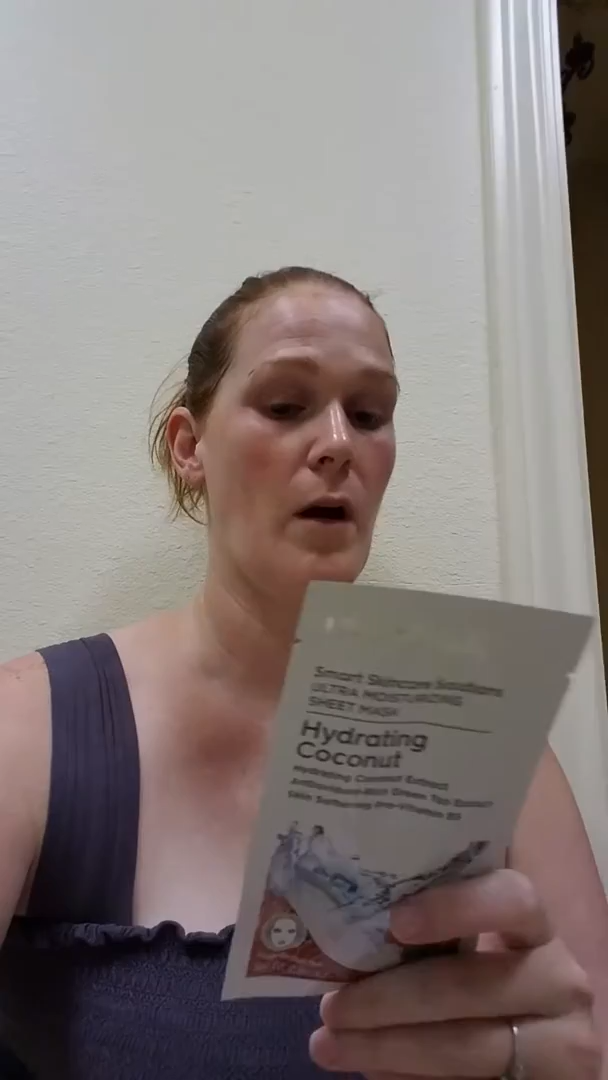 Smart Skincare Solutions
ULTRA MOISTURIZING
SHEET MASK
Hydrating
Coconut
Hydrating Coconut Extract
Antioxidant-Rich Green Tea Extract
Skin Softening Pro-Vitamin B5